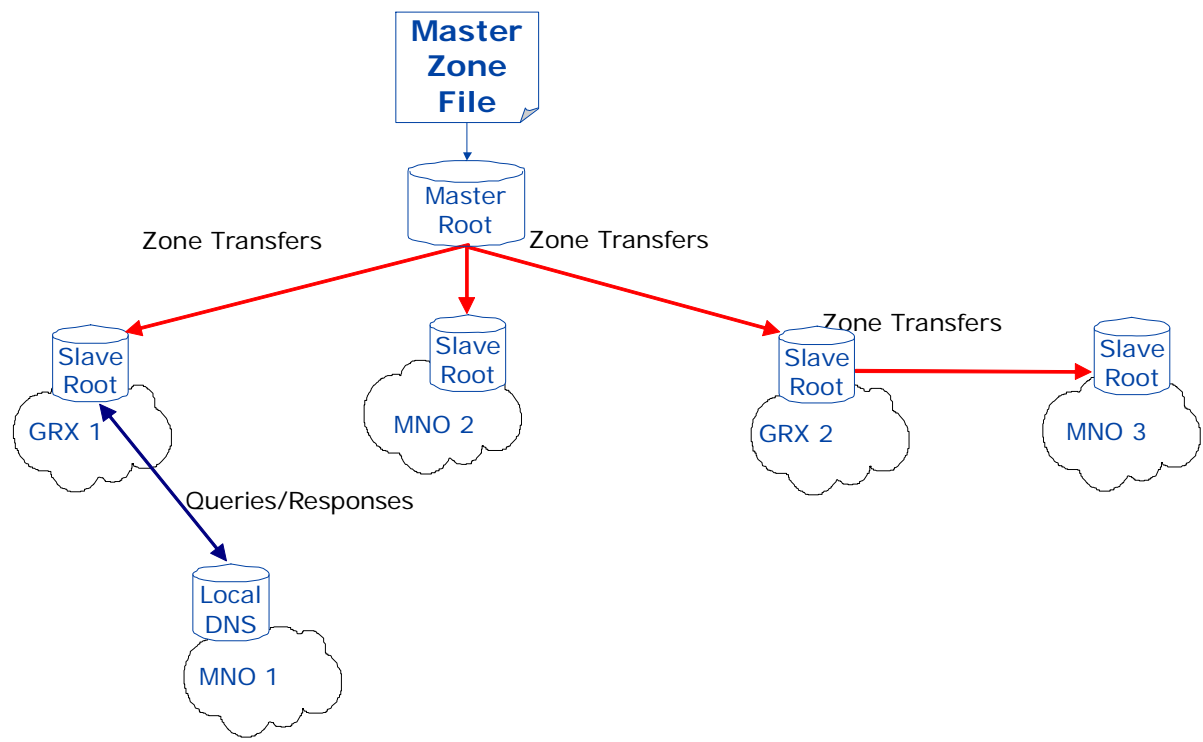 Master
Zone
File
Master
Root
Zone Transfers
Zone Transfers
Slave
Root
GRX 1
Slave
Root
MNO 2
Zone Transfers
Slave
Root
GRX 2
Slave
Root
MNO 3
Queries/Responses
Local
DNS
MNO 1